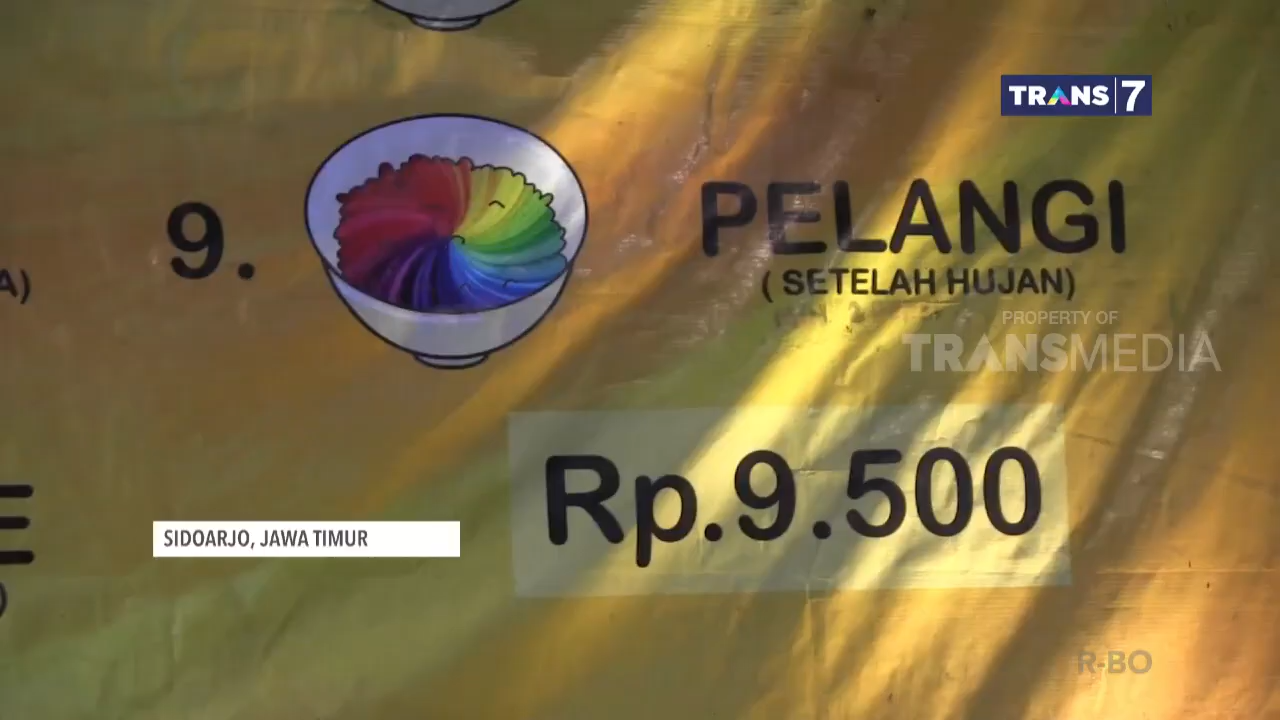 TRANS|7
9.
PELANGI
A)
( SETELAH HUJAN)
PROPERTY OF
TRANSMEDIA
Rp.9.500
SIDOARJO, JAWA TIMUR
R-BO